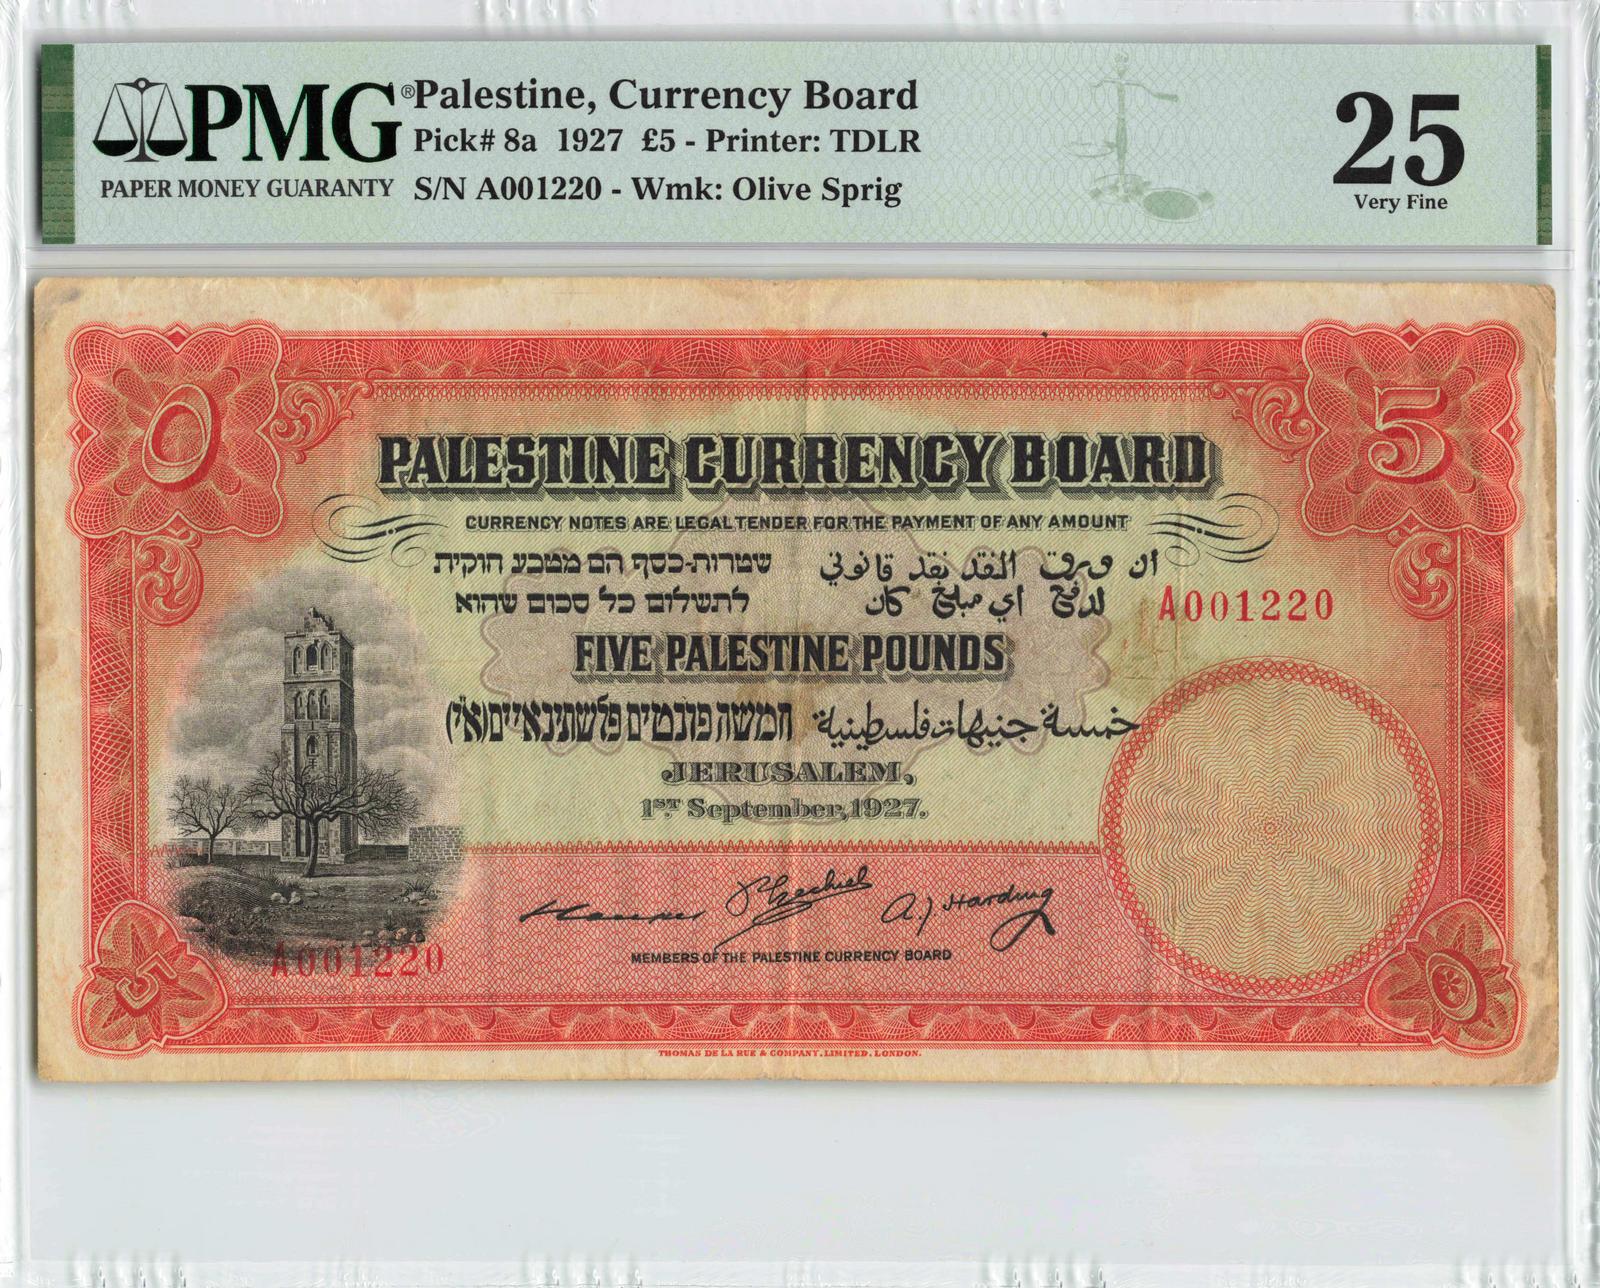 PMG®
PAPER MONEY GUARANTY
Palestine, Currency Board
Pick# 8a 1927 £5 - Printer: TDLR
S/N A001220 - Wmk: Olive Sprig
25
Very Fine
5
PALESTINE CURRENCY BOARD
CURRENCY NOTES ARE LEGAL TENDER FOR THE PAYMENT OF ANY AMOUNT
שטרות-כסף הם מטבע חוקית
לתשלום כל סכום שהוא
ان ورق النقد نقد قانوني
لدفع اي مبلغ كان
A001220
FIVE PALESTINE POUNDS
חמשה פונטים פלשתינאיים(א״י)
خمسة جنيهات فلسطينية
JERUSALEM,
1ST September, 1927.
A.J Harding
MEMBERS OF THE PALESTINE CURRENCY BOARD
A001220
5
THOMAS DE LA RUE & COMPANY, LIMITED, LONDON.